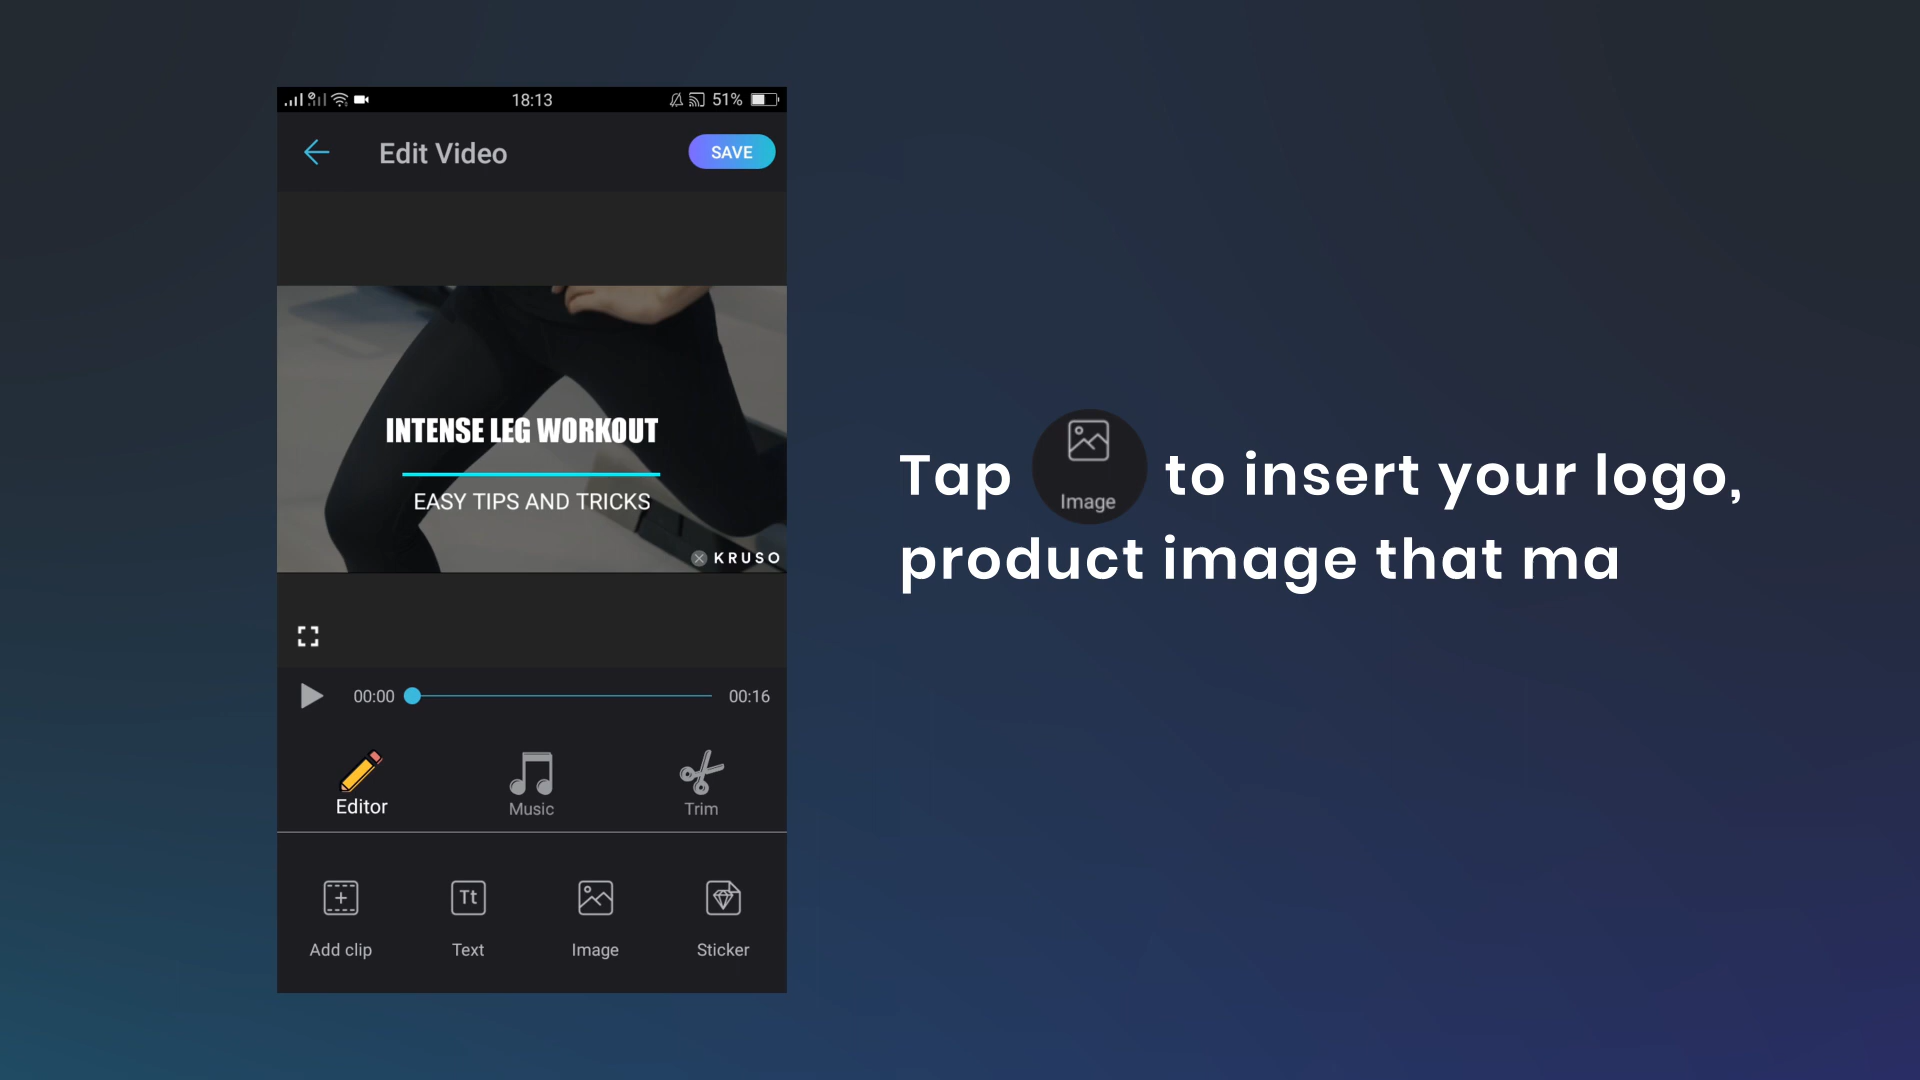 18:13
51%
Edit Video
SAVE
INTENSE LEG WORKOUT
EASY TIPS AND TRICKS
KRUSO
00:00
00:16
Editor
Music
Trim
Tt
Add clip
Text
Image
Sticker
Tap Image to insert your logo,
product image that ma